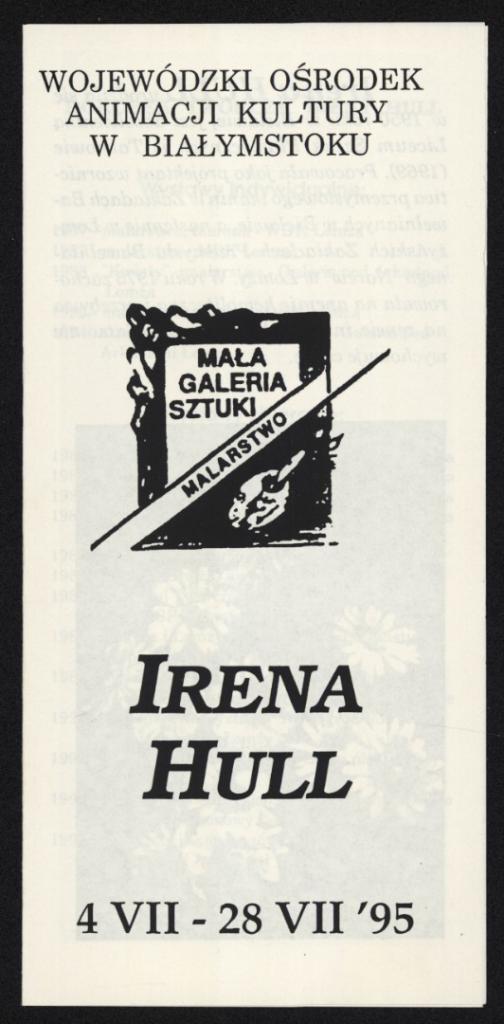 WOJEWÓDZKI OŚRODEK
ANIMACJI KULTURY
W BIAŁYMSTOKU
MAŁA
GALERIA
SZTUKI
MALARSTWO
IRENA
HULL
4 VII - 28 VII '95